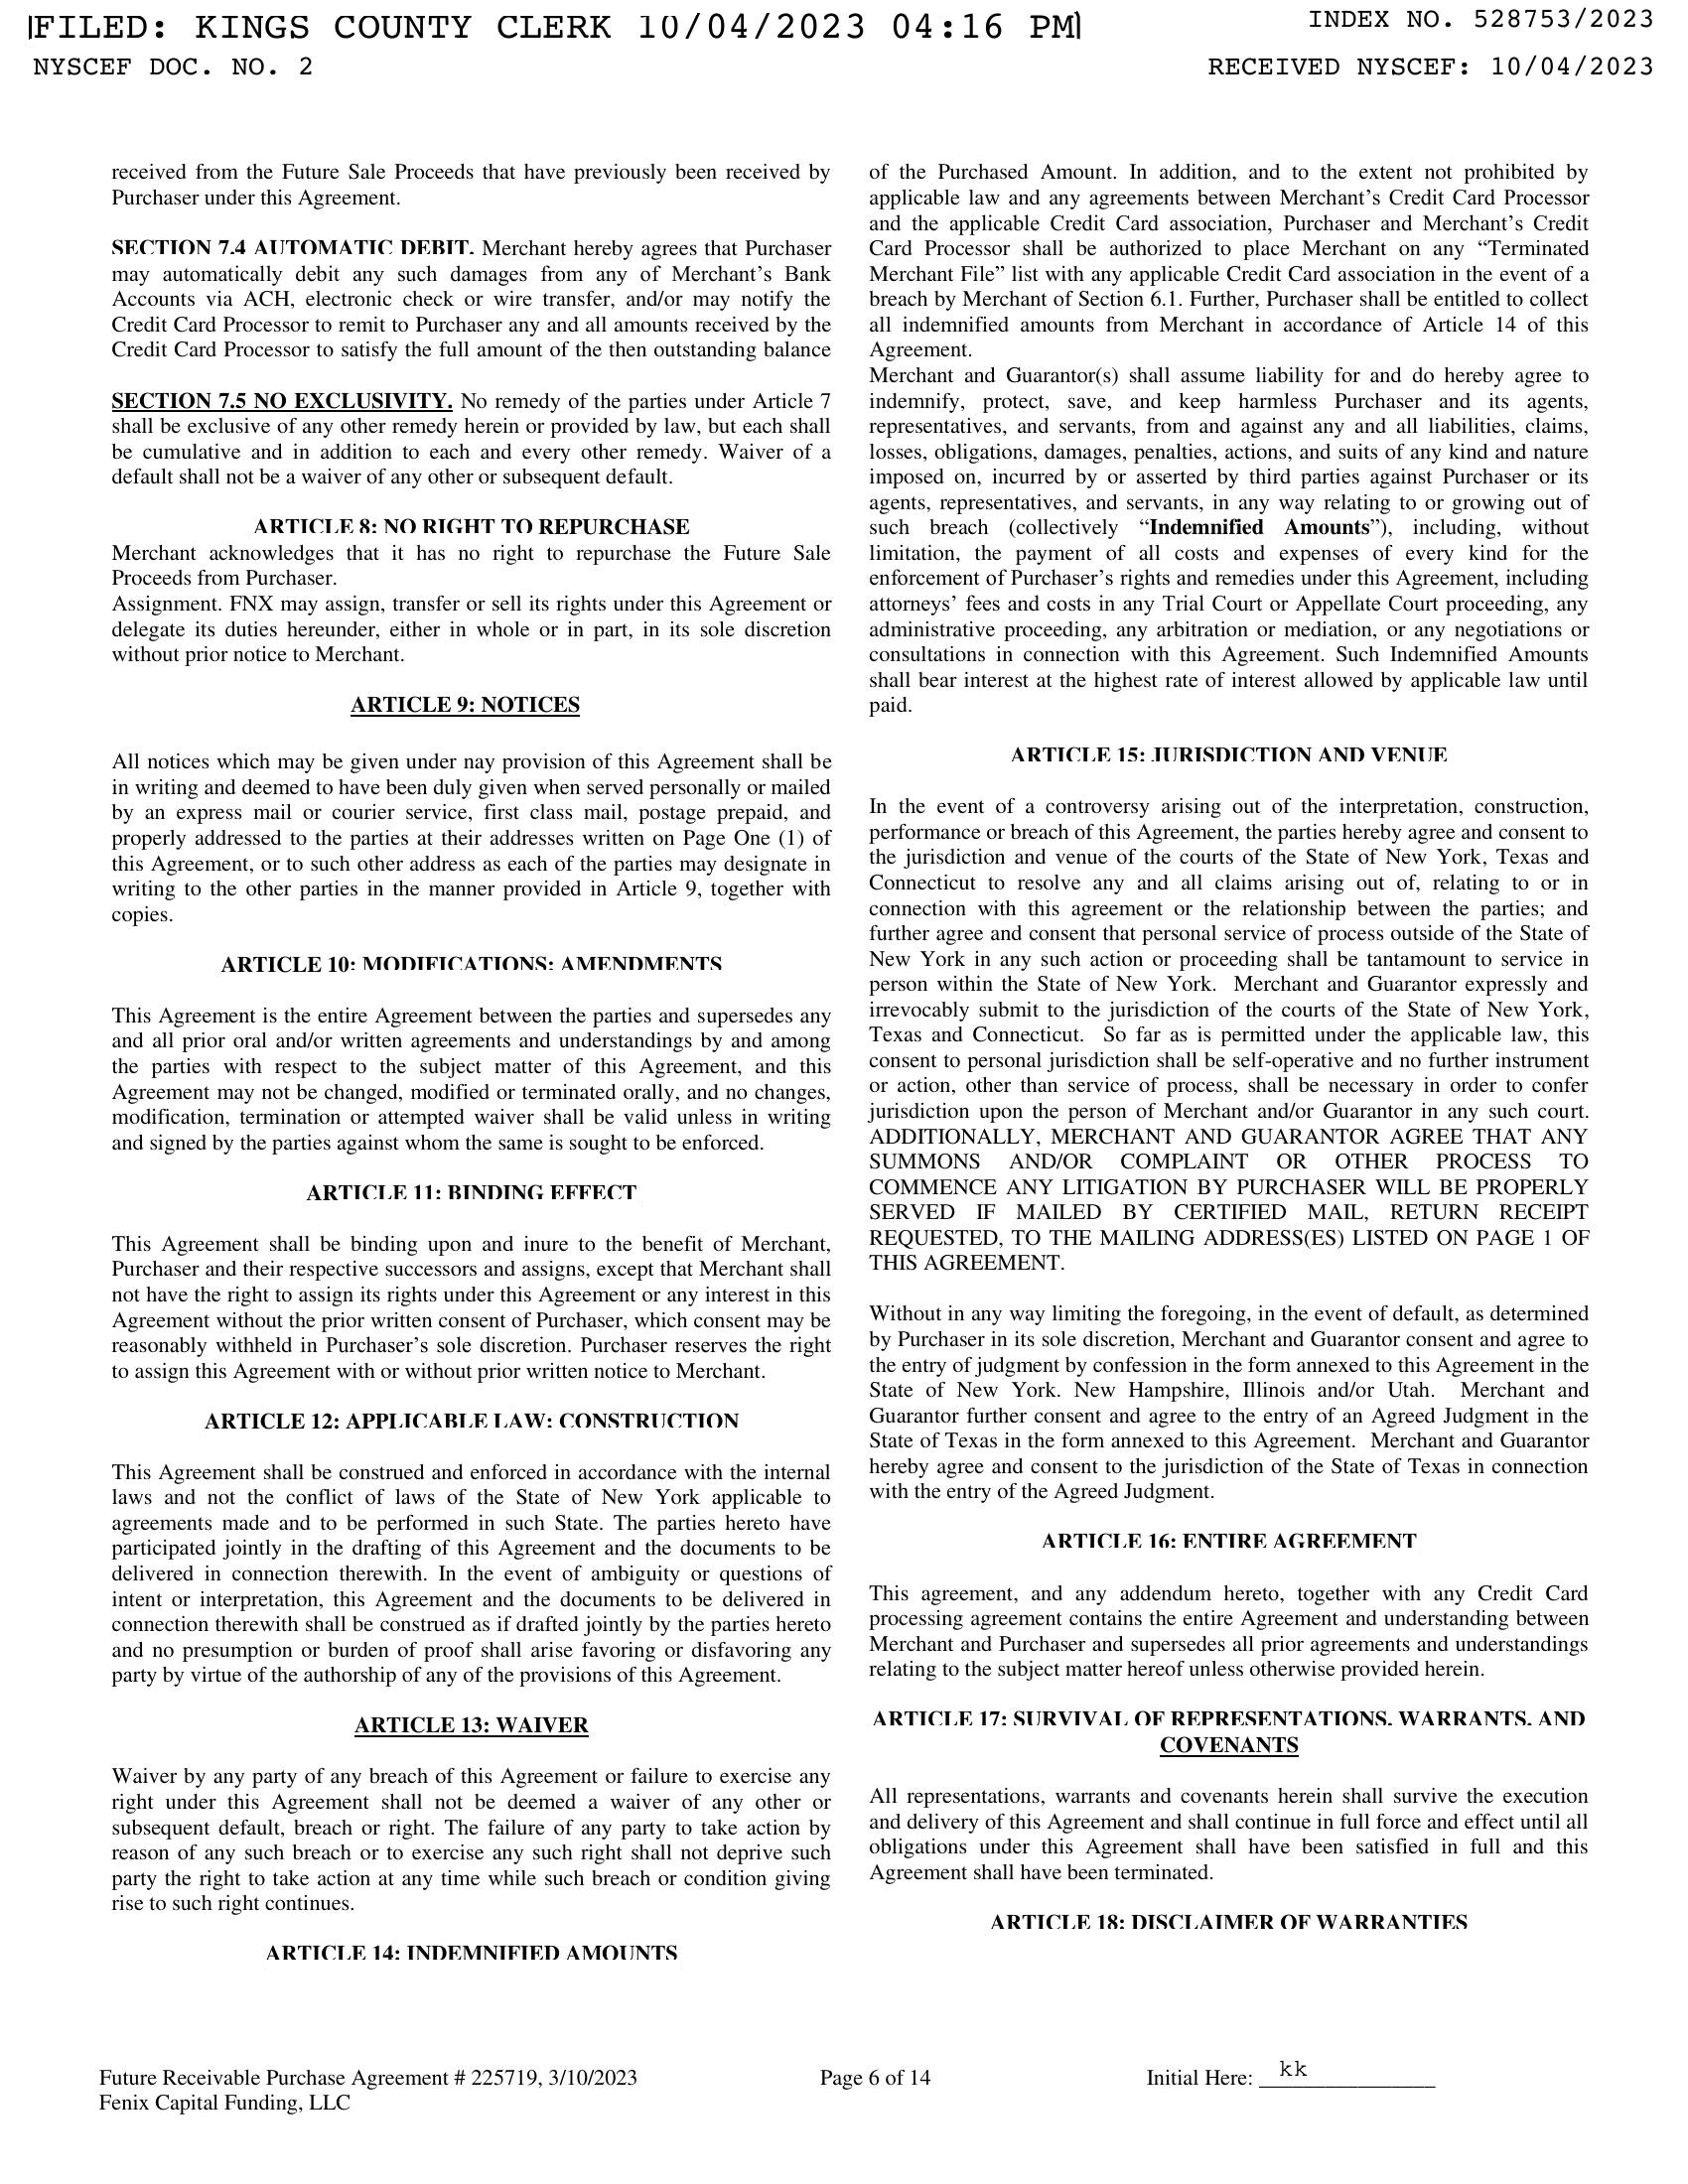 FILED: KINGS COUNTY CLERK 10/04/2023 04:16 PM
INDEX NO. 528753/2023
NYSCEF DOC. NO. 2
RECEIVED NYSCEF: 10/04/2023
received from the Future Sale Proceeds that have previously been received by
Purchaser under this Agreement.
SECTION 7.4 AUTOMATIC DEBIT. Merchant hereby agrees that Purchaser
may automatically debit any such damages from any of Merchant’s Bank
Accounts via ACH, electronic check or wire transfer, and/or may notify the
Credit Card Processor to remit to Purchaser any and all amounts received by the
Credit Card Processor to satisfy the full amount of the then outstanding balance
SECTION 7.5 NO EXCLUSIVITY. No remedy of the parties under Article 7
shall be exclusive of any other remedy herein or provided by law, but each shall
be cumulative and in addition to each and every other remedy. Waiver of a
default shall not be a waiver of any other or subsequent default.
ARTICLE 8: NO RIGHT TO REPURCHASE
Merchant acknowledges that it has no right to repurchase the Future Sale
Proceeds from Purchaser.
Assignment. FNX may assign, transfer or sell its rights under this Agreement or
delegate its duties hereunder, either in whole or in part, in its sole discretion
without prior notice to Merchant.
ARTICLE 9: NOTICES
All notices which may be given under nay provision of this Agreement shall be
in writing and deemed to have been duly given when served personally or mailed
by an express mail or courier service, first class mail, postage prepaid, and
properly addressed to the parties at their addresses written on Page One (1) of
this Agreement, or to such other address as each of the parties may designate in
writing to the other parties in the manner provided in Article 9, together with
copies.
ARTICLE 10: MODIFICATIONS; AMENDMENTS
This Agreement is the entire Agreement between the parties and supersedes any
and all prior oral and/or written agreements and understandings by and among
the parties with respect to the subject matter of this Agreement, and this
Agreement may not be changed, modified or terminated orally, and no changes,
modification, termination or attempted waiver shall be valid unless in writing
and signed by the parties against whom the same is sought to be enforced.
ARTICLE 11: BINDING EFFECT
This Agreement shall be binding upon and inure to the benefit of Merchant,
Purchaser and their respective successors and assigns, except that Merchant shall
not have the right to assign its rights under this Agreement or any interest in this
Agreement without the prior written consent of Purchaser, which consent may be
reasonably withheld in Purchaser’s sole discretion. Purchaser reserves the right
to assign this Agreement with or without prior written notice to Merchant.
ARTICLE 12: APPLICABLE LAW; CONSTRUCTION
This Agreement shall be construed and enforced in accordance with the internal
laws and not the conflict of laws of the State of New York applicable to
agreements made and to be performed in such State. The parties hereto have
participated jointly in the drafting of this Agreement and the documents to be
delivered in connection therewith. In the event of ambiguity or questions of
intent or interpretation, this Agreement and the documents to be delivered in
connection therewith shall be construed as if drafted jointly by the parties hereto
and no presumption or burden of proof shall arise favoring or disfavoring any
party by virtue of the authorship of any of the provisions of this Agreement.
ARTICLE 13: WAIVER
Waiver by any party of any breach of this Agreement or failure to exercise any
right under this Agreement shall not be deemed a waiver of any other or
subsequent default, breach or right. The failure of any party to take action by
reason of any such breach or to exercise any such right shall not deprive such
party the right to take action at any time while such breach or condition giving
rise to such right continues.
ARTICLE 14: INDEMNIFIED AMOUNTS
of the Purchased Amount. In addition, and to the extent not prohibited by
applicable law and any agreements between Merchant’s Credit Card Processor
and the applicable Credit Card association, Purchaser and Merchant’s Credit
Card Processor shall be authorized to place Merchant on any “Terminated
Merchant File” list with any applicable Credit Card association in the event of a
breach by Merchant of Section 6.1. Further, Purchaser shall be entitled to collect
all indemnified amounts from Merchant in accordance of Article 14 of this
Agreement.
Merchant and Guarantor(s) shall assume liability for and do hereby agree to
indemnify, protect, save, and keep harmless Purchaser and its agents,
representatives, and servants, from and against any and all liabilities, claims,
losses, obligations, damages, penalties, actions, and suits of any kind and nature
imposed on, incurred by or asserted by third parties against Purchaser or its
agents, representatives, and servants, in any way relating to or growing out of
such breach (collectively “Indemnified Amounts”), including, without
limitation, the payment of all costs and expenses of every kind for the
enforcement of Purchaser’s rights and remedies under this Agreement, including
attorneys’ fees and costs in any Trial Court or Appellate Court proceeding, any
administrative proceeding, any arbitration or mediation, or any negotiations or
consultations in connection with this Agreement. Such Indemnified Amounts
shall bear interest at the highest rate of interest allowed by applicable law until
paid.
ARTICLE 15: JURISDICTION AND VENUE
In the event of a controversy arising out of the interpretation, construction,
performance or breach of this Agreement, the parties hereby agree and consent to
the jurisdiction and venue of the courts of the State of New York, Texas and
Connecticut to resolve any and all claims arising out of, relating to or in
connection with this agreement or the relationship between the parties; and
further agree and consent that personal service of process outside of the State of
New York in any such action or proceeding shall be tantamount to service in
person within the State of New York. Merchant and Guarantor expressly and
irrevocably submit to the jurisdiction of the courts of the State of New York,
Texas and Connecticut. So far as is permitted under the applicable law, this
consent to personal jurisdiction shall be self-operative and no further instrument
or action, other than service of process, shall be necessary in order to confer
jurisdiction upon the person of Merchant and/or Guarantor in any such court.
ADDITIONALLY, MERCHANT AND GUARANTOR AGREE THAT ANY
SUMMONS AND/OR COMPLAINT OR OTHER PROCESS TO
COMMENCE ANY LITIGATION BY PURCHASER WILL BE PROPERLY
SERVED IF MAILED BY CERTIFIED MAIL, RETURN RECEIPT
REQUESTED, TO THE MAILING ADDRESS(ES) LISTED ON PAGE 1 OF
THIS AGREEMENT.
Without in any way limiting the foregoing, in the event of default, as determined
by Purchaser in its sole discretion, Merchant and Guarantor consent and agree to
the entry of judgment by confession in the form annexed to this Agreement in the
State of New York. New Hampshire, Illinois and/or Utah. Merchant and
Guarantor further consent and agree to the entry of an Agreed Judgment in the
State of Texas in the form annexed to this Agreement. Merchant and Guarantor
hereby agree and consent to the jurisdiction of the State of Texas in connection
with the entry of the Agreed Judgment.
ARTICLE 16: ENTIRE AGREEMENT
This agreement, and any addendum hereto, together with any Credit Card
processing agreement contains the entire Agreement and understanding between
Merchant and Purchaser and supersedes all prior agreements and understandings
relating to the subject matter hereof unless otherwise provided herein.
ARTICLE 17: SURVIVAL OF REPRESENTATIONS, WARRANTS, AND
COVENANTS
All representations, warrants and covenants herein shall survive the execution
and delivery of this Agreement and shall continue in full force and effect until all
obligations under this Agreement shall have been satisfied in full and this
Agreement shall have been terminated.
ARTICLE 18: DISCLAIMER OF WARRANTIES
Future Receivable Purchase Agreement # 225719, 3/10/2023
Page 6 of 14
Initial Here: kk
Fenix Capital Funding, LLC